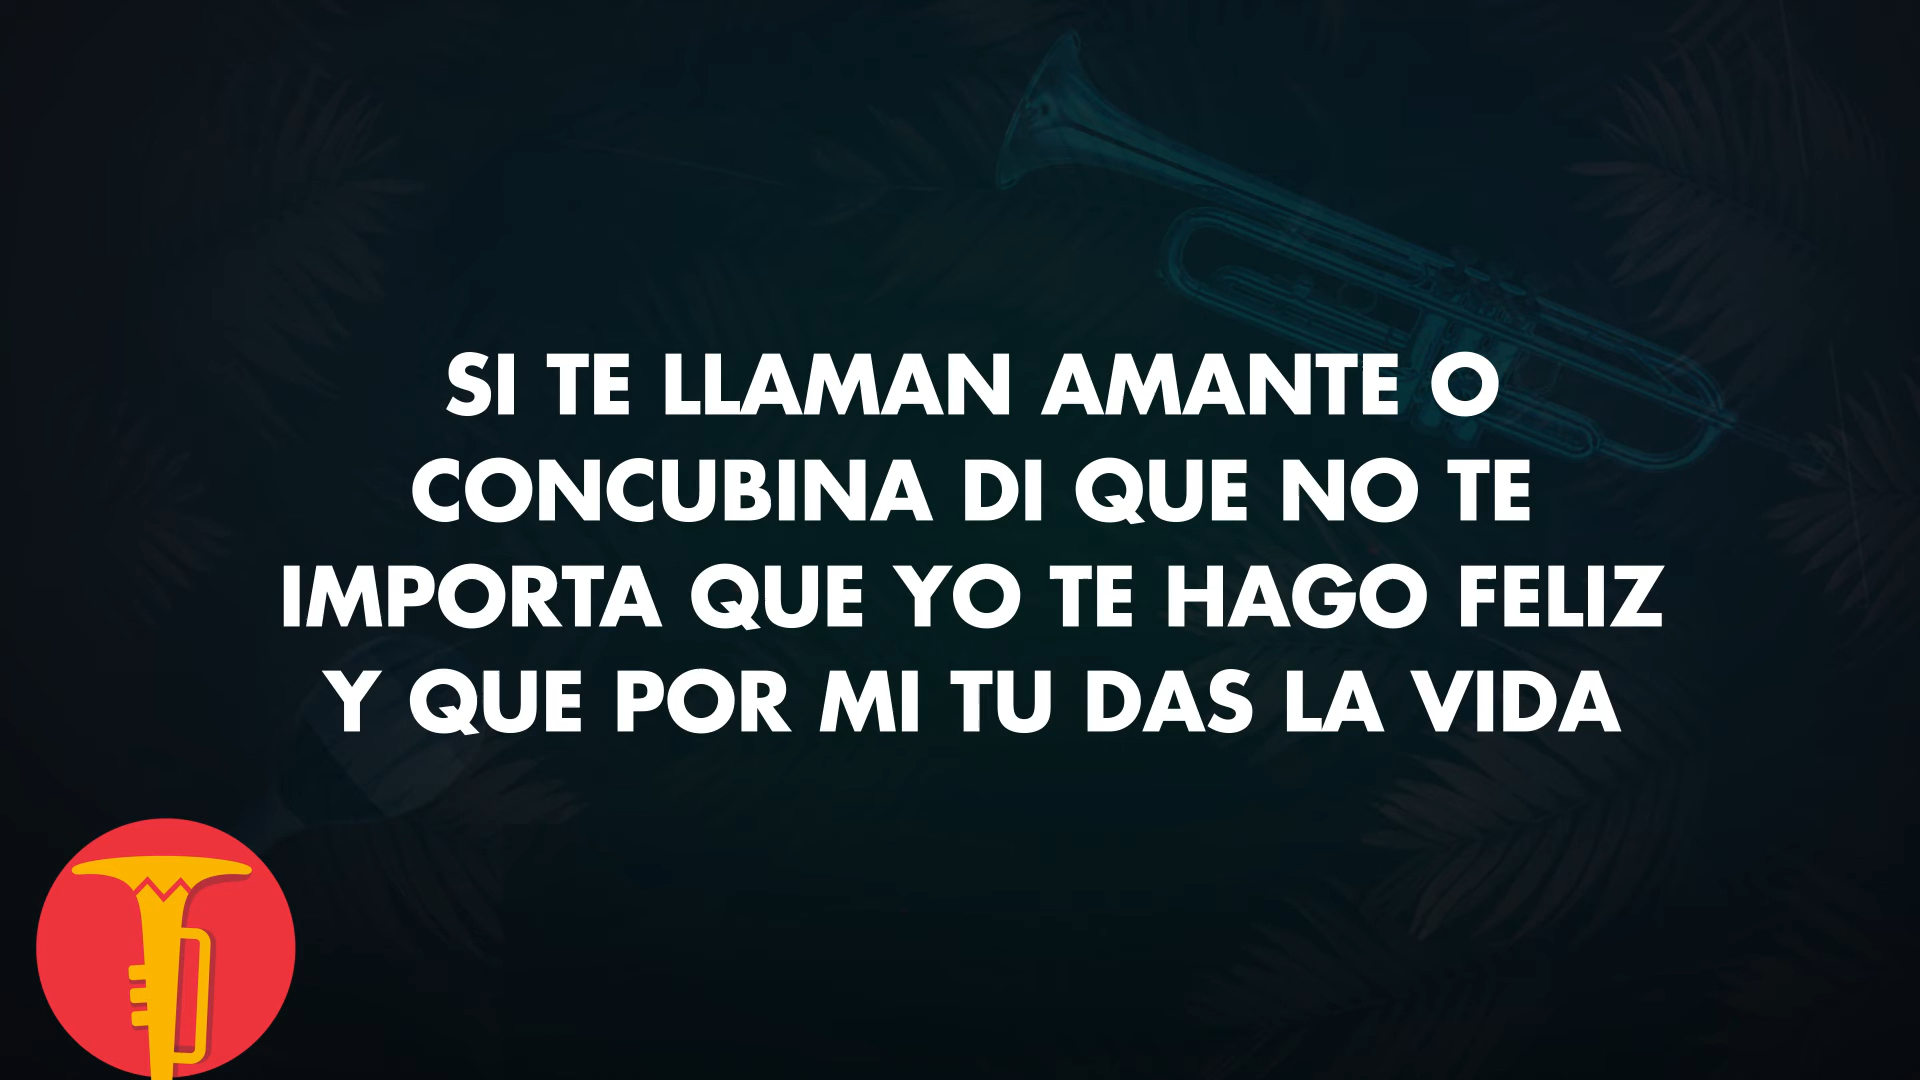 SI TE LLAMAN AMANTE O
CONCUBINA DI QUE NO TE
IMPORTA QUE YO TE HAGO FELIZ
Y QUE POR MI TU DAS LA VIDA